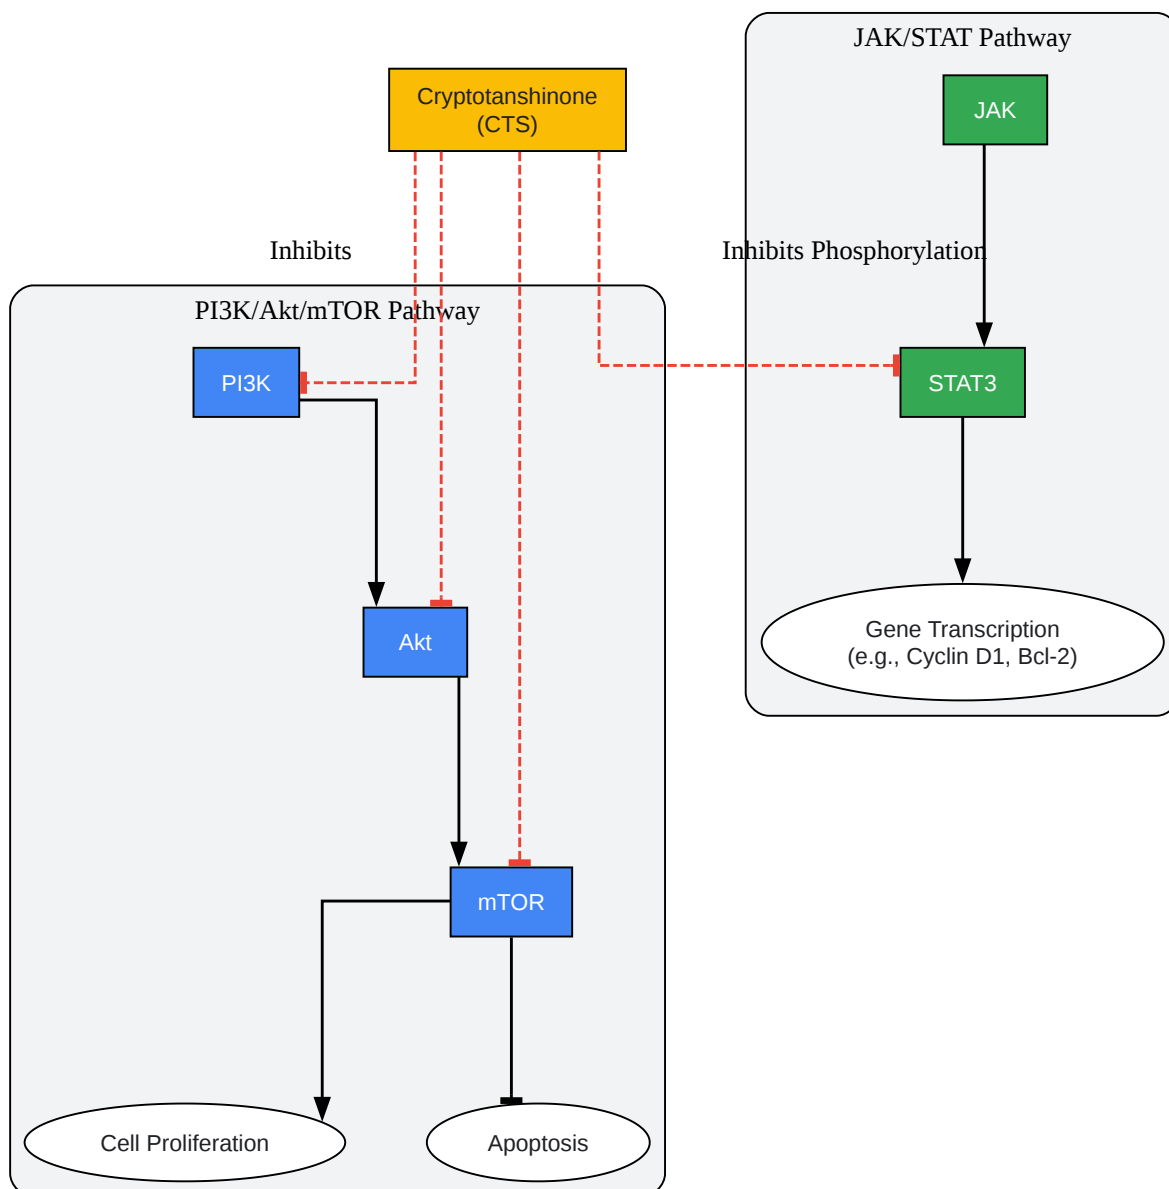 JAK/STAT Pathway
Cryptotanshinone
(CTS)
JAK
Inhibits
Inhibits Phosphorylation
PI3K/Akt/mTOR Pathway
PI3K
STAT3
Akt
Gene Transcription
(e.g., Cyclin D1, Bcl-2)
mTOR
Cell Proliferation
Apoptosis